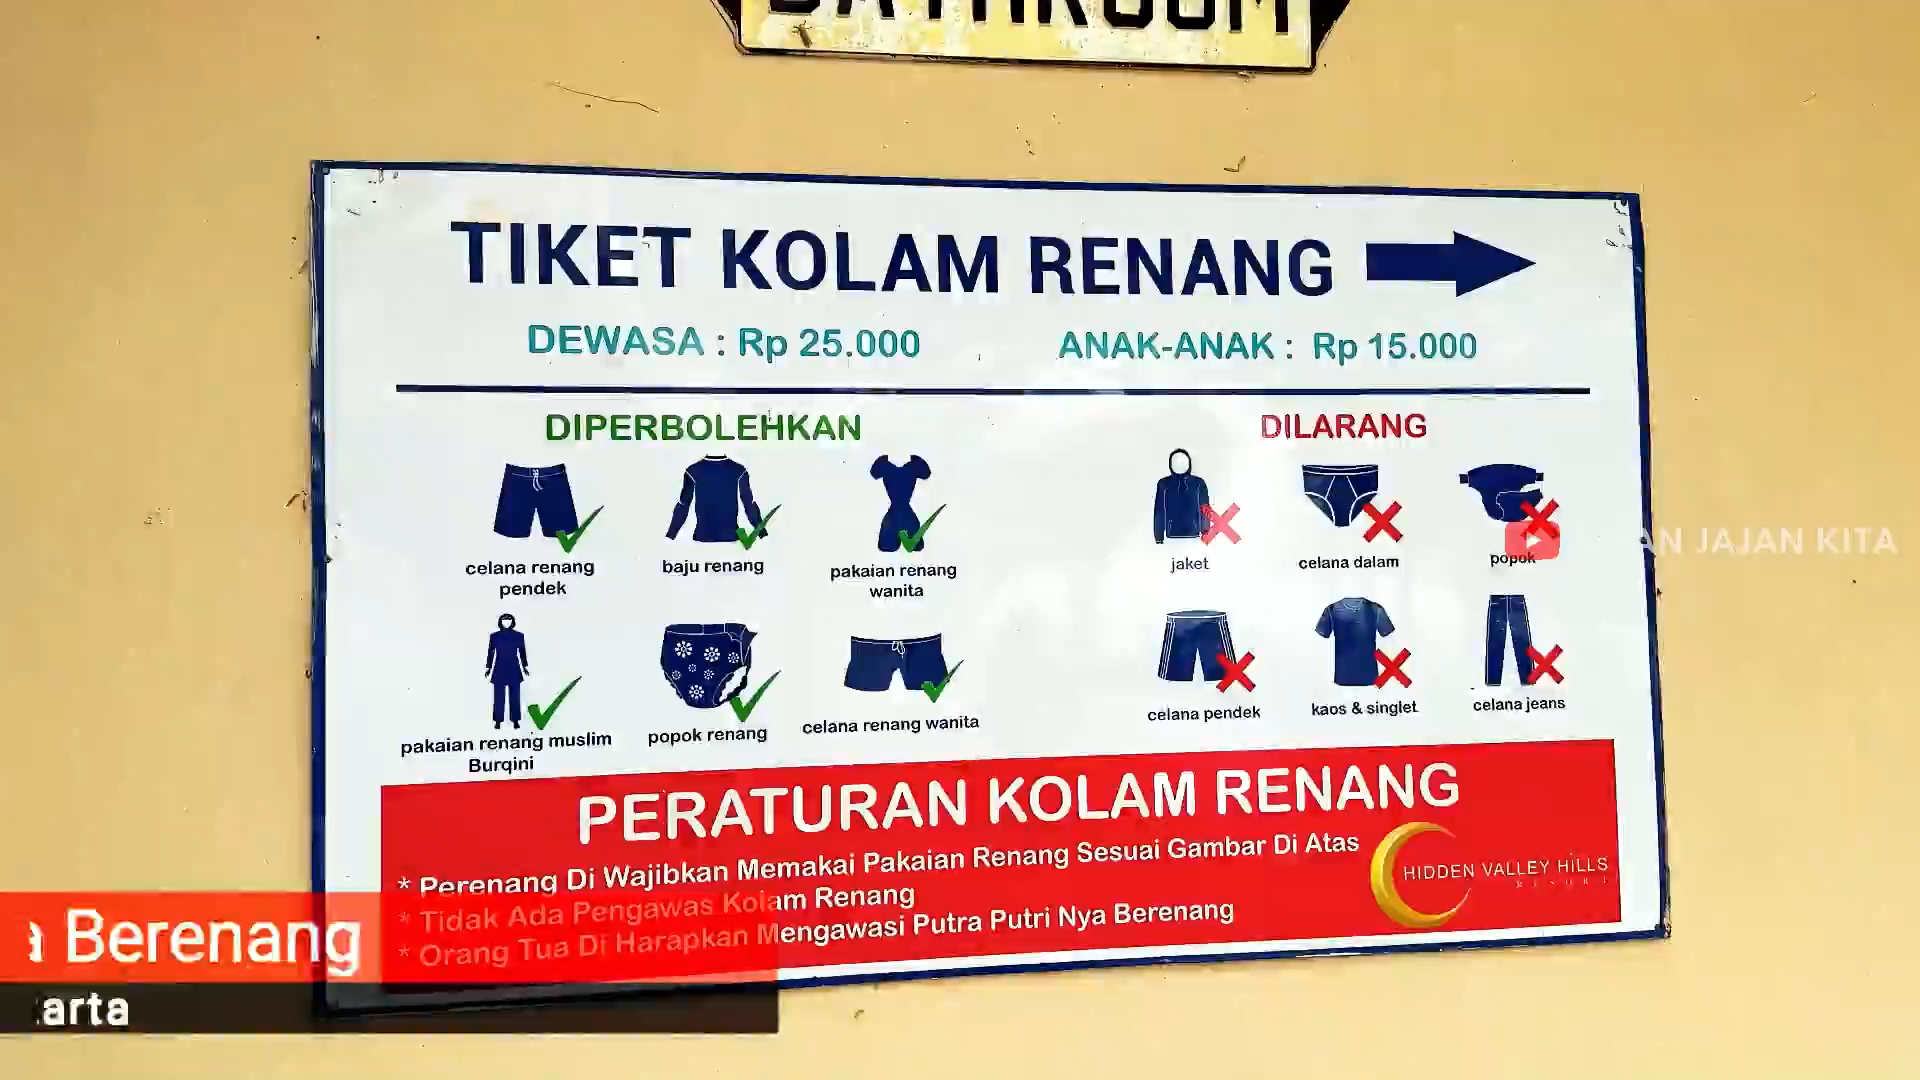 BATHROOM
TIKET KOLAM RENANG
DEWASA : Rp 25.000
ANAK-ANAK : Rp 15.000
DIPERBOLEHKAN
celana renang
pendek
baju renang
pakaian renang
wanita
pakaian renang muslim
Burqini
popok renang
celana renang wanita
DILARANG
jaket
celana dalam
popok
celana pendek
kaos & singlet
celana jeans
PERATURAN KOLAM RENANG
* Perenang Di Wajibkan Memakai Pakaian Renang Sesuai Gambar Di Atas
* Tidak Ada Pengawas Kolam Renang
* Orang Tua Di Harapkan Mengawasi Putra Putri Nya Berenang
HIDDEN VALLEY HILLS
RESORT
AN JAJAN KITA
a Berenang
arta